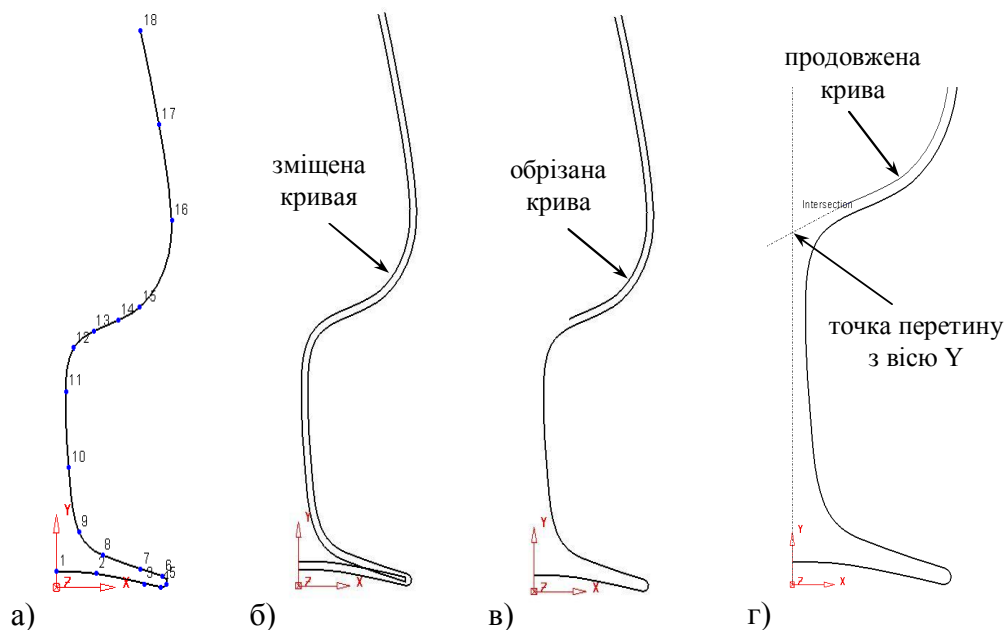 18
17
16
15
14
13
12
11
10
9
8
7
6
5
3
2
1
Y
X
Z
а)
зміщена
кривая
Y
X
Z
б)
обрізана
крива
Y
X
Z
в)
продовжена
крива
Intersection
точка перетину
з вісю Y
Y
X
Z
г)